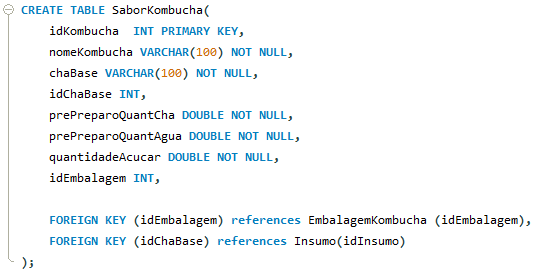 CREATE TABLE SaborKombucha(
idKombucha  INT PRIMARY KEY,
nomeKombucha VARCHAR(100) NOT NULL,
chaBase VARCHAR(100) NOT NULL,
idChaBase INT,
prePreparoQuantCha DOUBLE NOT NULL,
prePreparoQuantAgua DOUBLE NOT NULL,
quantidadeAcucar DOUBLE NOT NULL,
idEmbalagem INT,
FOREIGN KEY (idEmbalagem) references EmbalagemKombucha (idEmbalagem),
FOREIGN KEY (idChaBase) references Insumo(idInsumo)
);